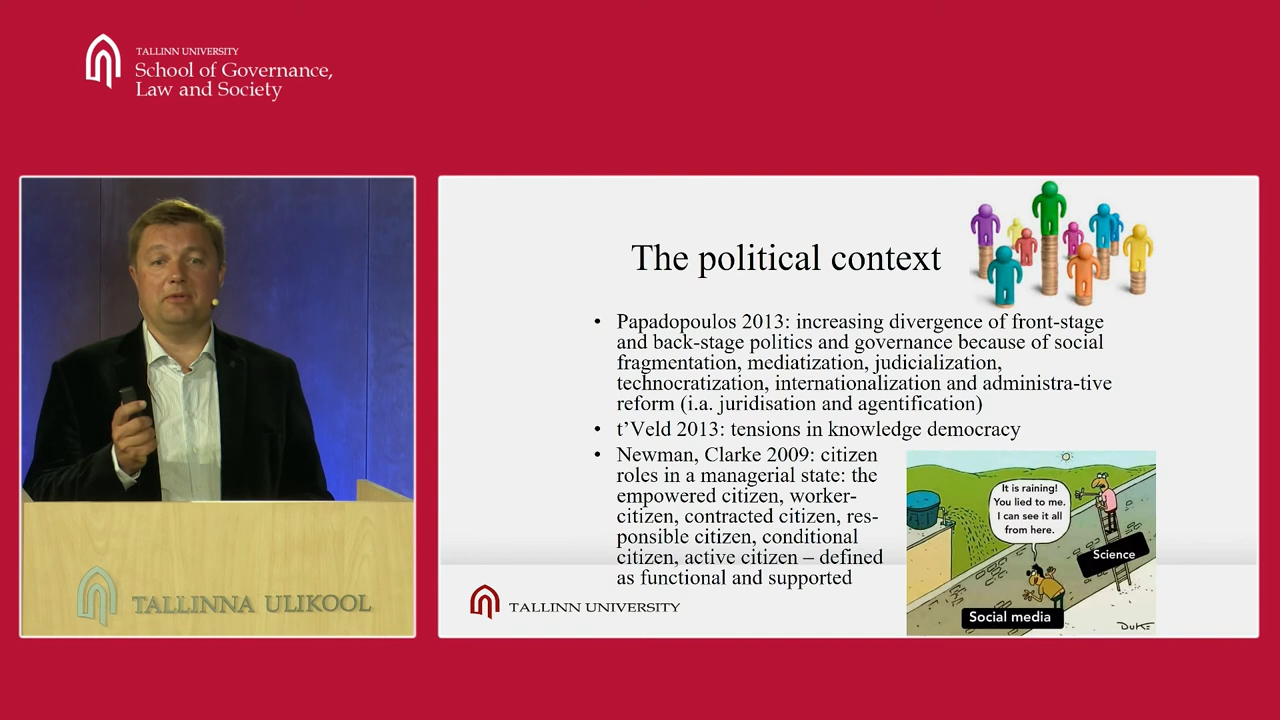 TALLINN UNIVERSITY
School of Governance,
Law and Society
TALLINNA ULIKOOL
The political context
• Papadopoulos 2013: increasing divergence of front-stage
and back-stage politics and governance because of social
fragmentation, mediatization, judicialization,
technocratization, internationalization and administra-tive
reform (i.a. juridisation and agentification)
• t’Veld 2013: tensions in knowledge democracy
• Newman, Clarke 2009: citizen
roles in a managerial state: the
empowered citizen, worker-
citizen, contracted citizen, res-
ponsible citizen, conditional
citizen, active citizen – defined
as functional and supported
It is raining!
You lied to me.
I can see it all
from here.
Science
Social media
DUKE
TALLINN UNIVERSITY